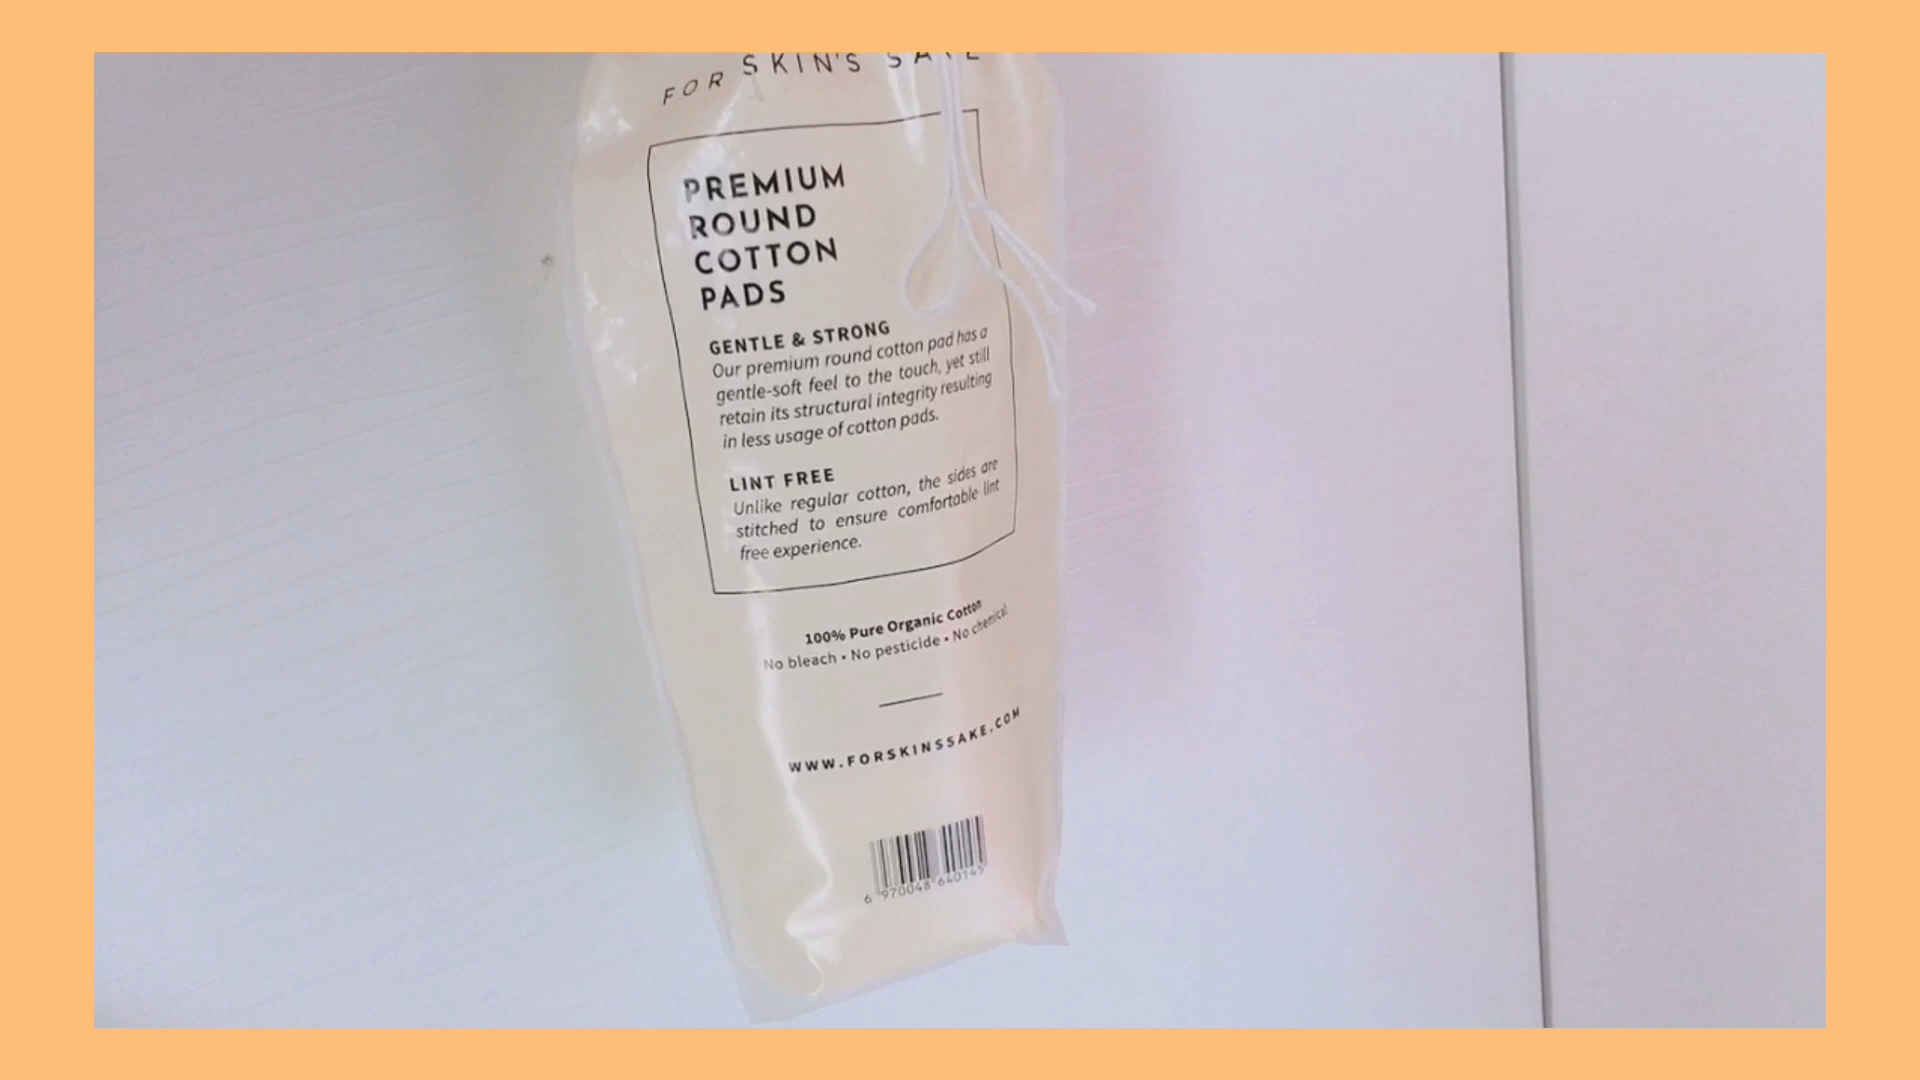 FOR SKIN'S SAKE
PREMIUM
ROUND
COTTON
PADS
GENTLE & STRONG
Our premium round cotton pad has a
gentle-soft feel to the touch, yet still
retain its structural integrity resulting
in less usage of cotton pads.
LINT FREE
Unlike regular cotton, the sides are
stitched to ensure comfortable lint
free experience.
100% Pure Organic Cotton
No bleach • No pesticide • No chemical
WWW.FORSKINSSAKE.COM
6 970048 640145